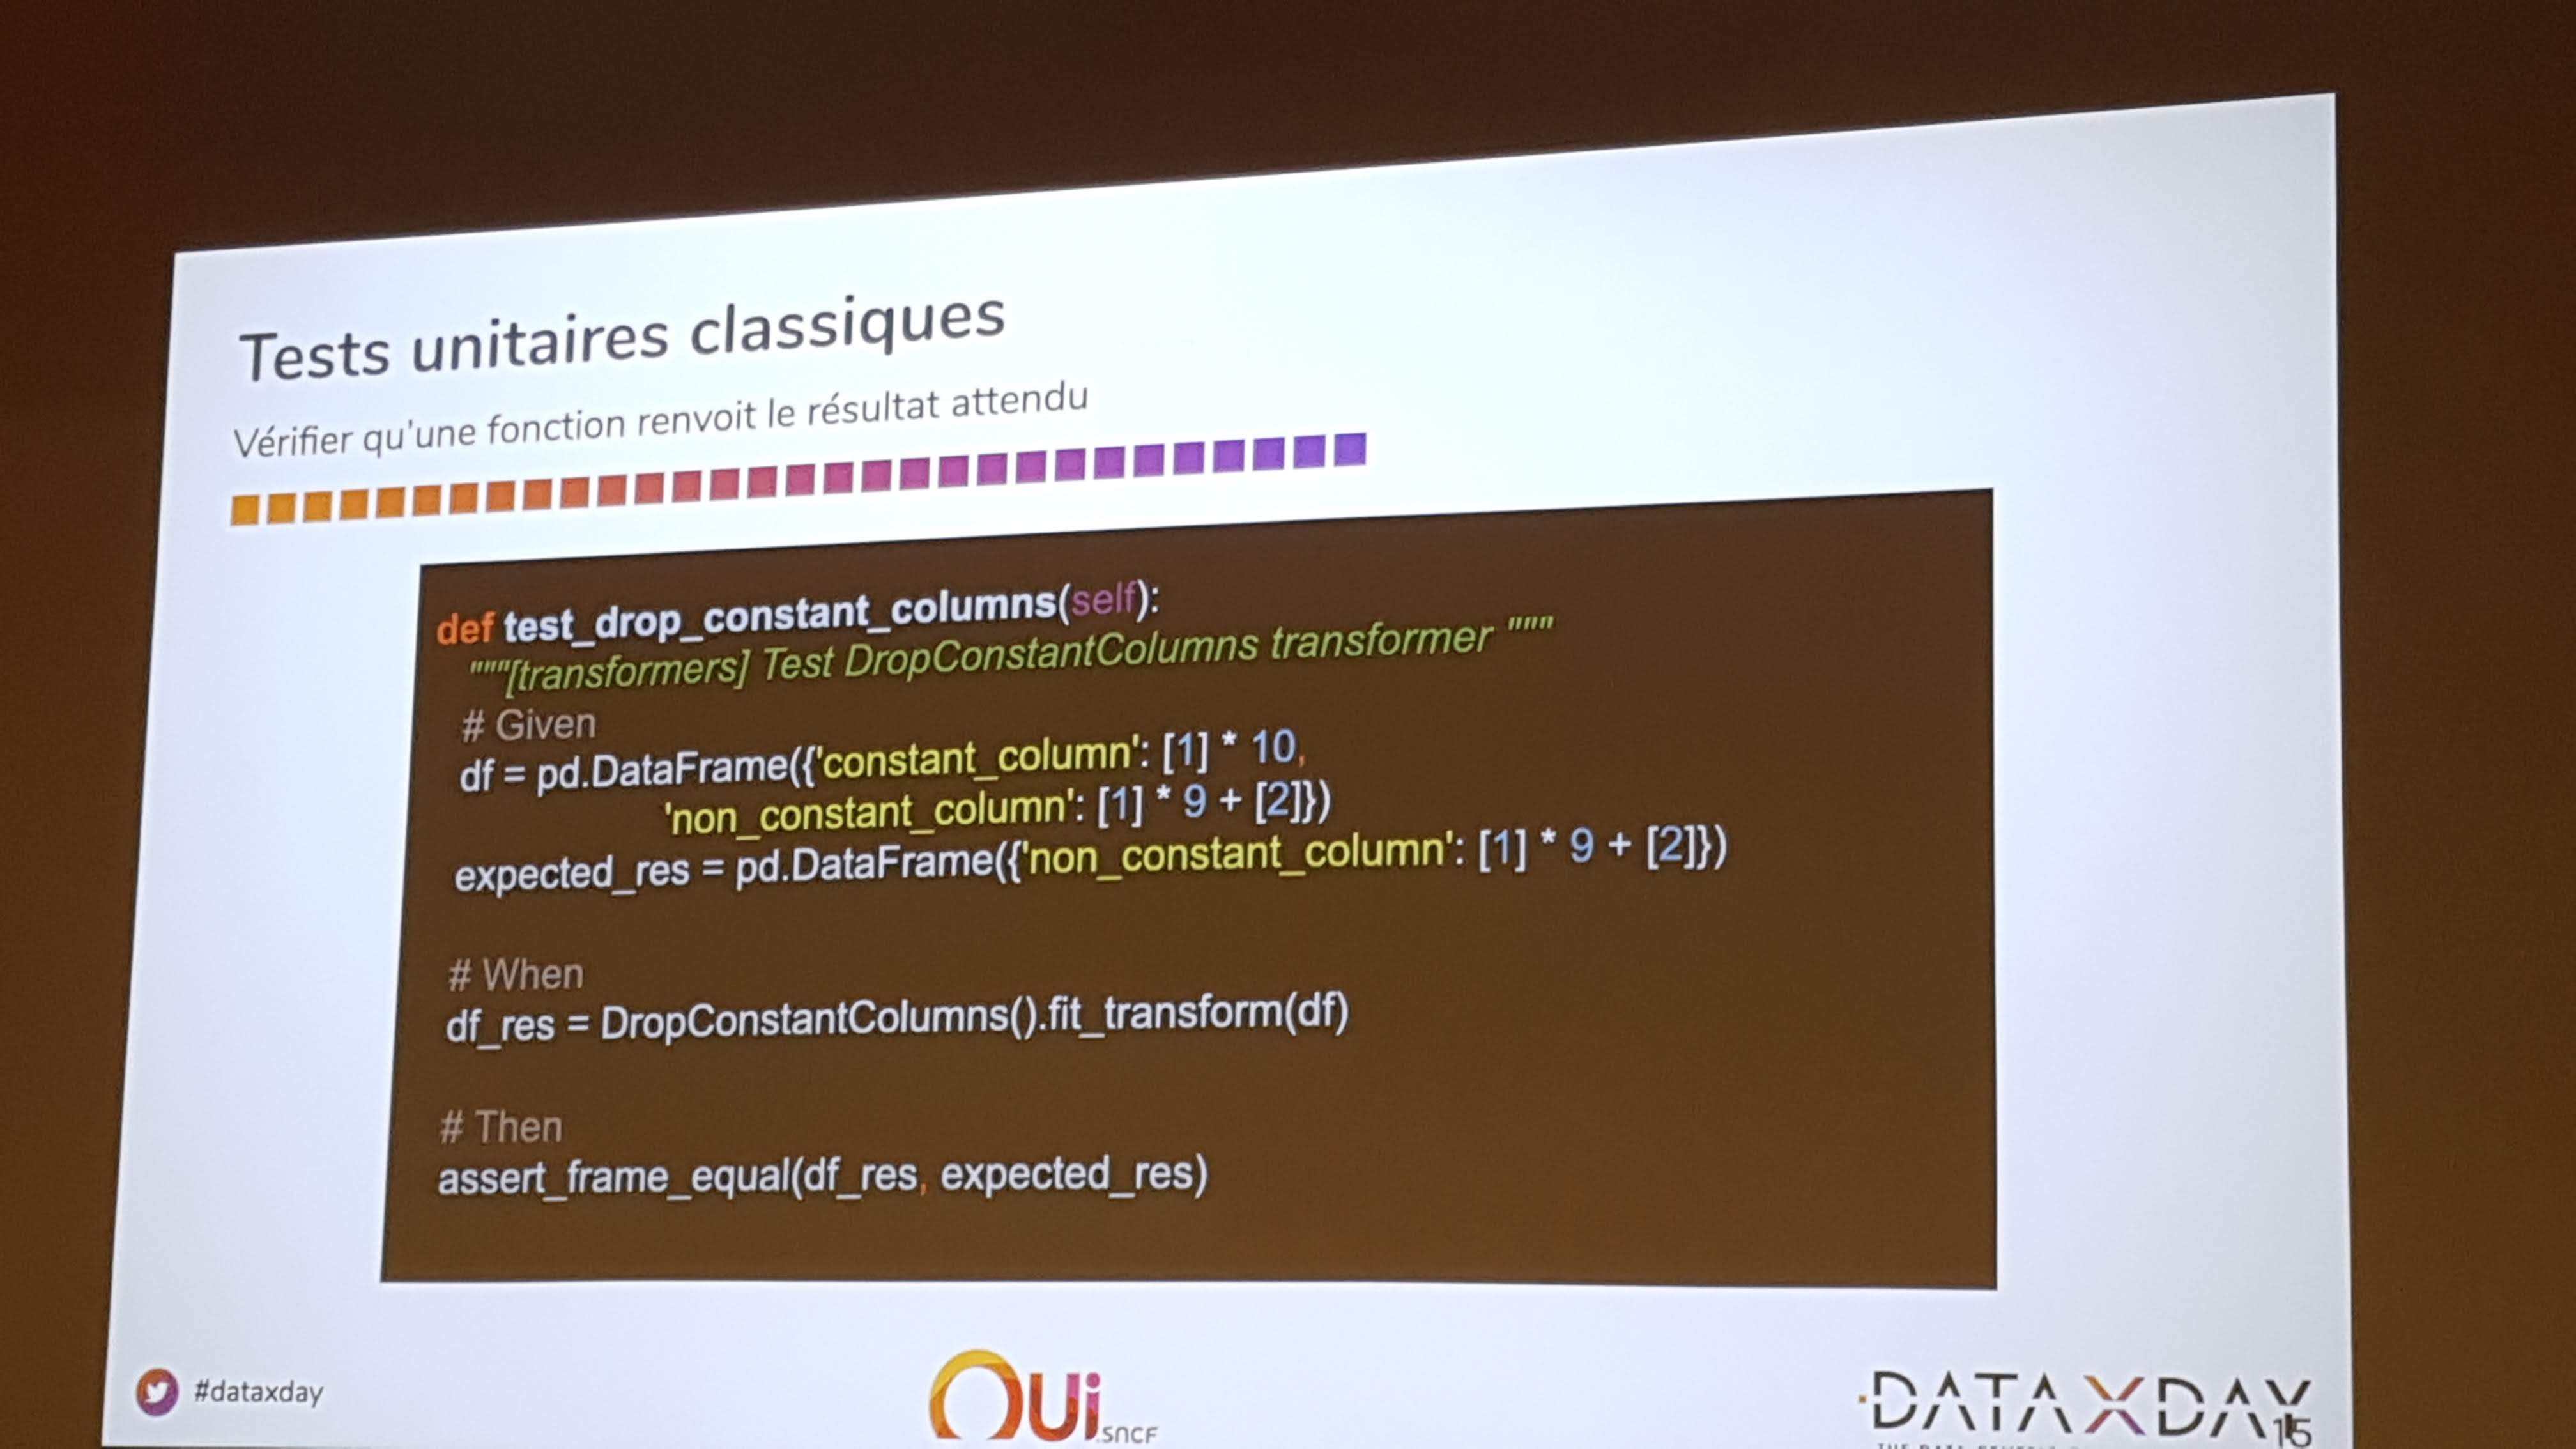 Tests unitaires classiques
Vérifier qu'une fonction renvoit le résultat attendu
def test_drop_constant_columns(self):
"""[transformers] Test DropConstantColumns transformer """
# Given
df = pd.DataFrame({'constant_column': [1] * 10,
'non_constant_column': [1] * 9 + [2]})
expected_res = pd.DataFrame({'non_constant_column': [1] * 9 + [2]})
# When
df_res = DropConstantColumns().fit_transform(df)
# Then
assert_frame_equal(df_res, expected_res)
#dataxday
OUi.sncf
DATAXDAY
15